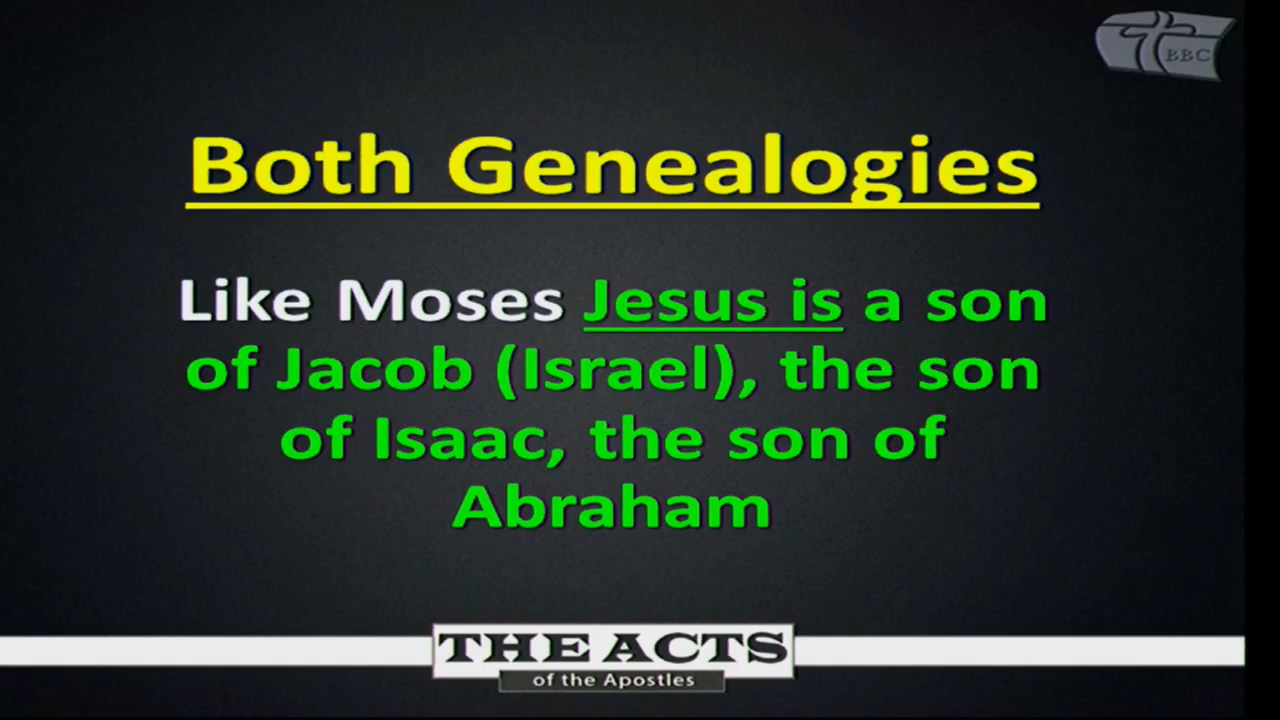 BBC
Both Genealogies
Like Moses Jesus is a son
of Jacob (Israel), the son
of Isaac, the son of
Abraham
THE ACTS
of the Apostles